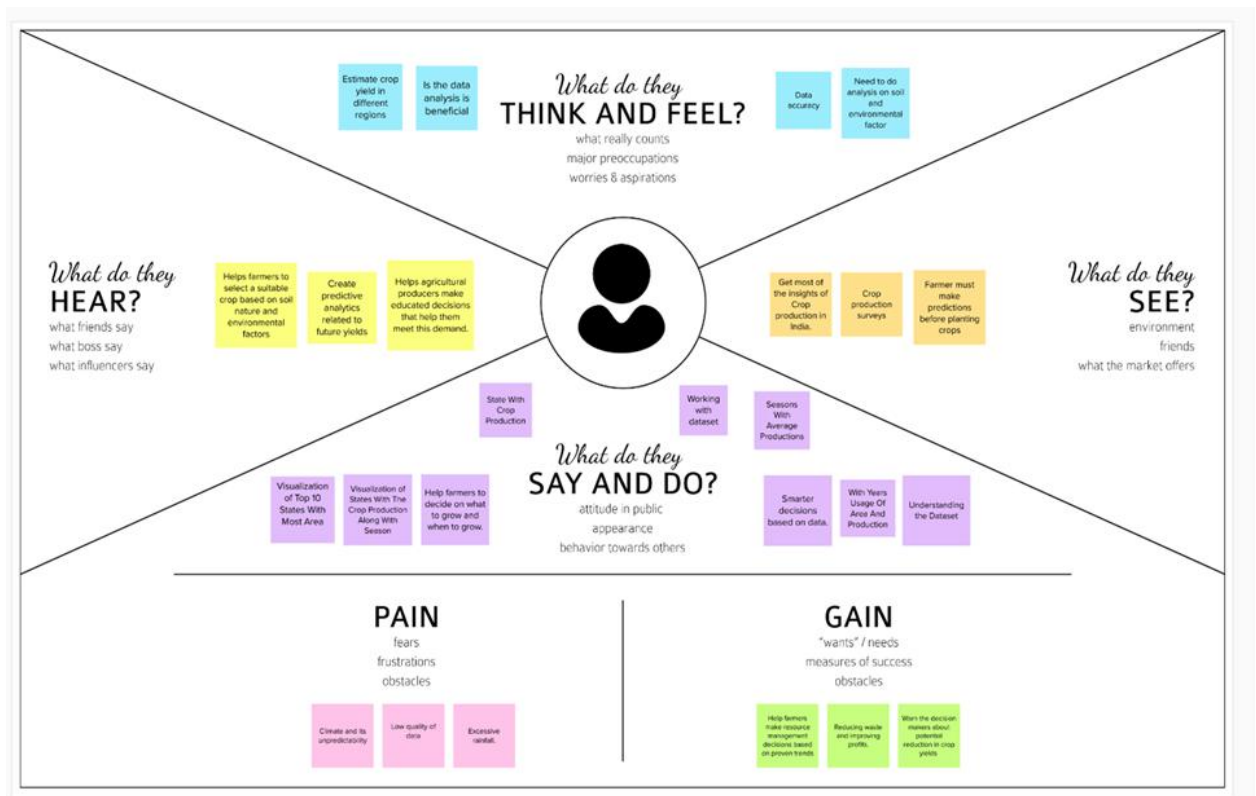 What do they
THINK AND FEEL?
what really counts
major preoccupations
worries & aspirations
Estimate crop
yield in
different
regions
Is the data
analysis is
beneficial
Data
accuracy
Need to do
analysis on soil
and
environmental
factor
What do they
HEAR?
what friends say
what boss say
what influencers say
Helps farmers to
select a suitable
crop based on soil
nature and
environmental
factors
Create
predictive
analytics
related to
future yields
Helps agricultural
producers make
educated decisions
that help them
meet this demand.
Get most of
the insights of
Crop
production in
India.
Crop
production
surveys
Farmer must
make
predictions
before planting
crops
What do they
SEE?
environment
friends
what the market offers
State With
Crop
Production
Working
with
dataset
Seasons
With
Average
Productions
What do they
SAY AND DO?
attitude in public
appearance
behavior towards others
Visualization
of Top 10
States With
Most Area
Visualization of
States With The
Crop Production
Along With
Season
Help farmers to
decide on what
to grow and
when to grow.
Smarter
decisions
based on data.
With Years
Usage Of
Area And
Production
Understanding
the Dataset
PAIN
fears
frustrations
obstacles
Climate and its
unpredictability
Low quality of
data
Excessive
rainfall.
GAIN
"wants" / needs
measures of success
obstacles
Help farmers
make resource
management
decisions based
on proven trends
Reducing waste
and improving
profits.
Warn the decision
makers about
potential
reduction in crop
yields